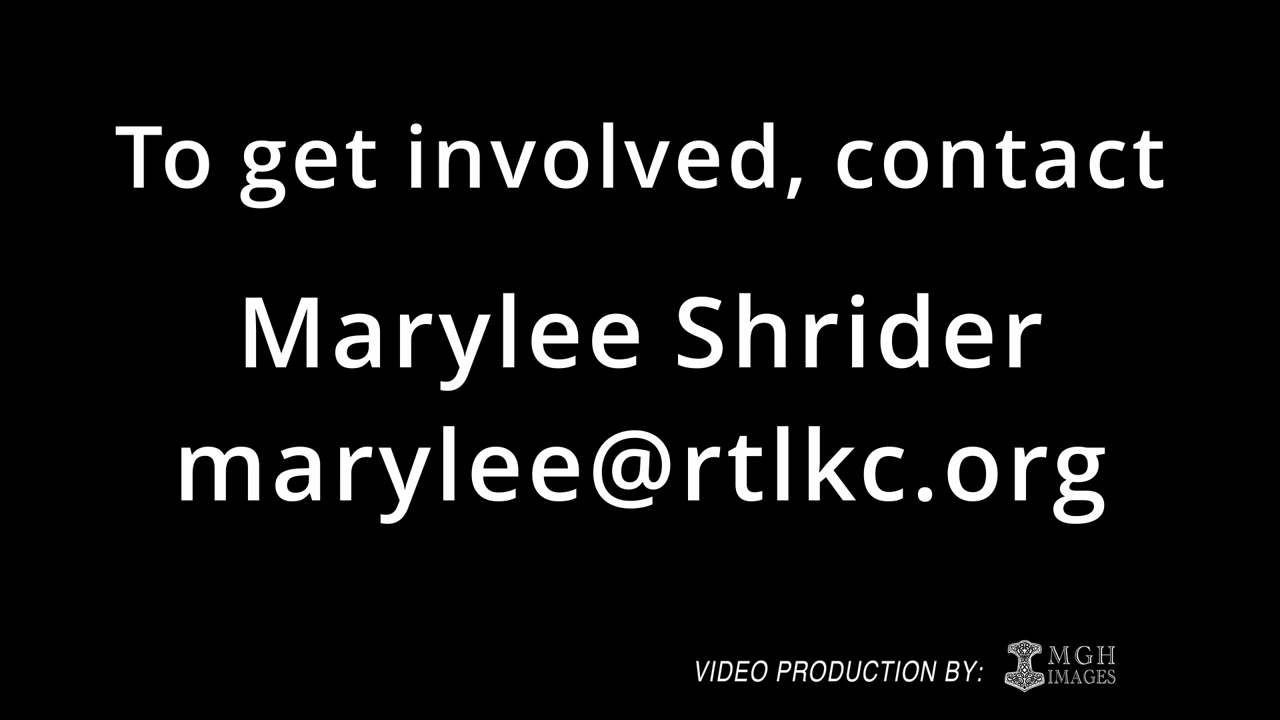 To get involved, contact
Marylee Shrider
marylee@rtlkc.org
VIDEO PRODUCTION BY:
MGH
IMAGES